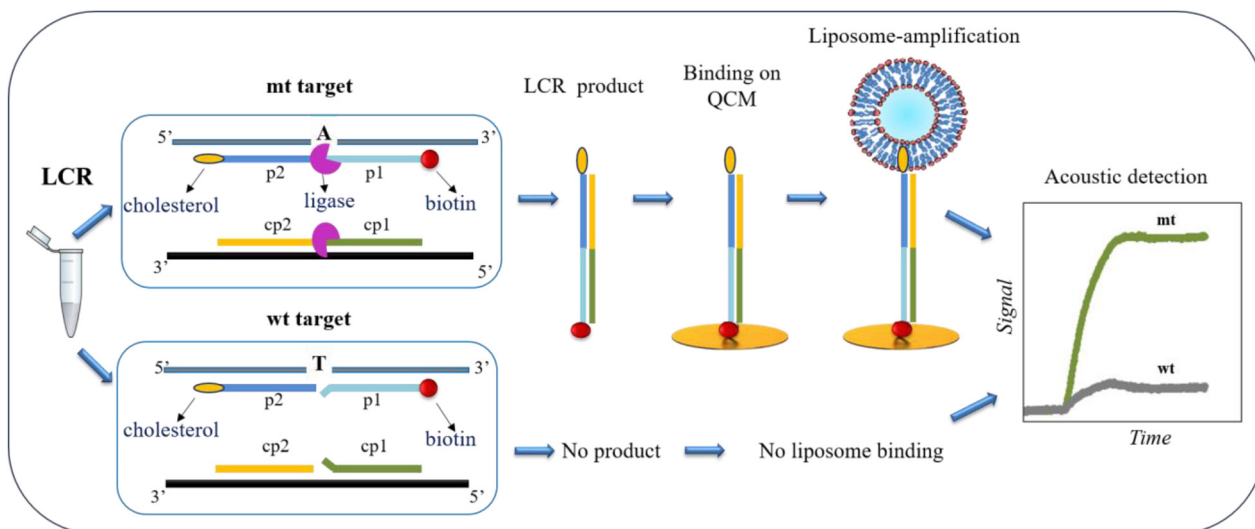 LCR
mt target
5’
A
3’
p2
p1
cholesterol
ligase
biotin
cp2
cp1
3’
5’
wt target
5’
T
3’
p2
p1
cholesterol
biotin
cp2
cp1
3’
5’
LCR product
Binding on
QCM
Liposome-amplification
No product
No liposome binding
Acoustic detection
mt
Signal
wt
Time